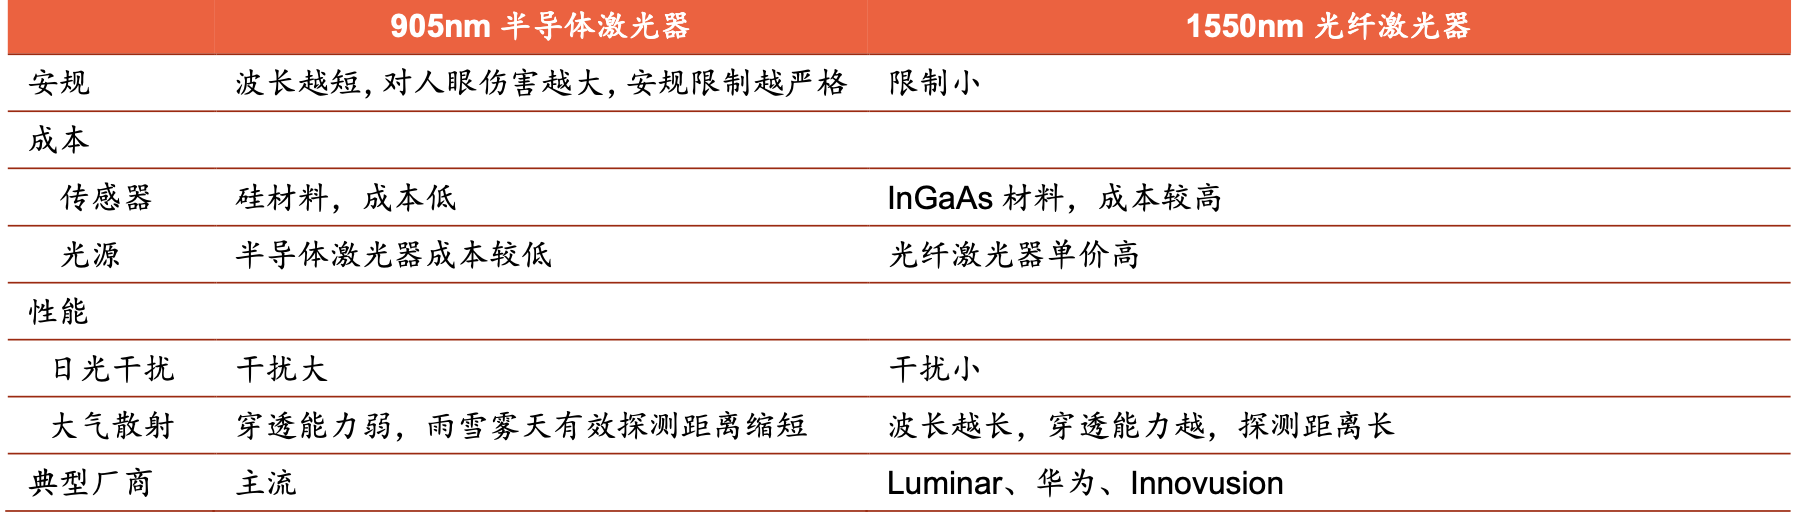 905nm 半导体激光器 1550nm 光纤激光器
安规 波长越短，对人眼伤害越大，安规限制越严格 限制小
成本
传感器 硅材料，成本低 InGaAs 材料，成本较高
光源 半导体激光器成本较低 光纤激光器单价高
性能
日光干扰 干扰大 干扰小
大气散射 穿透能力弱，雨雪雾天有效探测距离缩短 波长越长，穿透能力越，探测距离长
典型厂商 主流 Luminar、华为、Innovusion